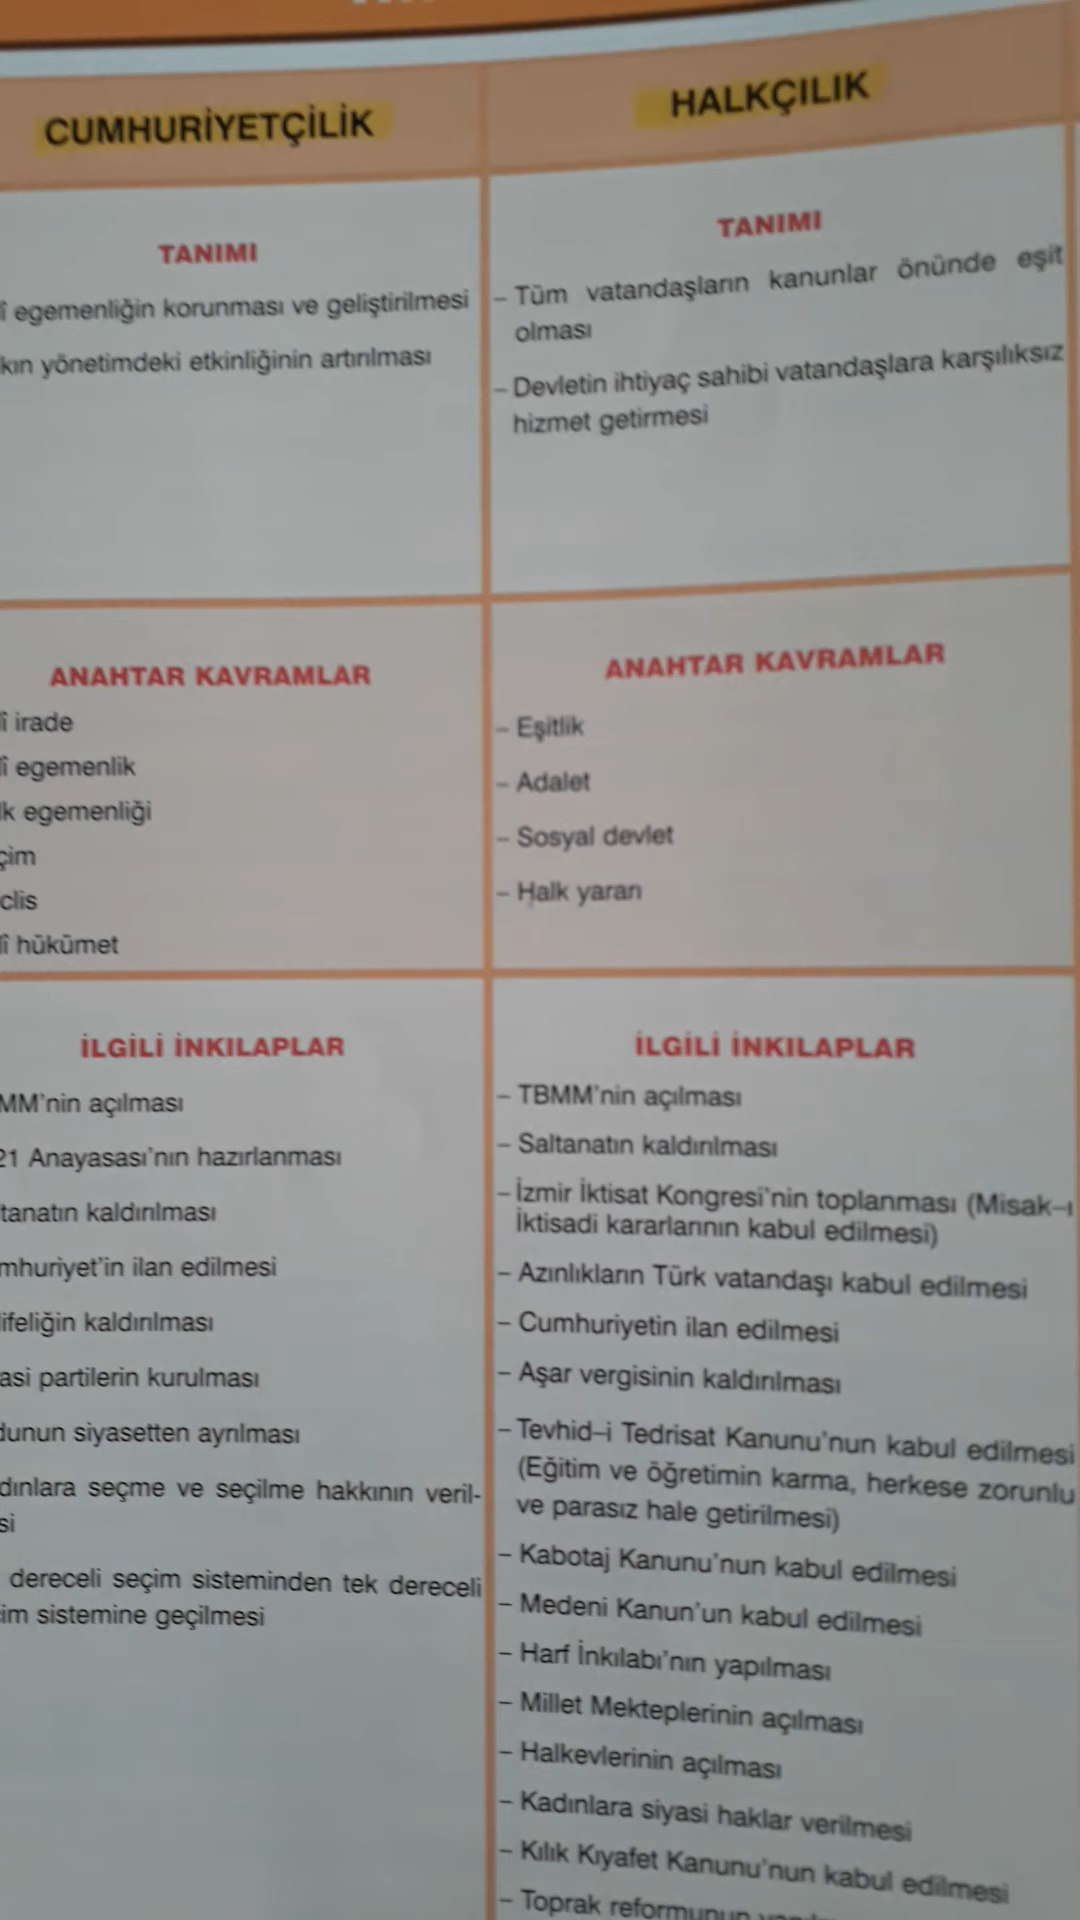 CUMHURİYETÇİLİK
TANIMI
egemenliğin korunması ve geliştirilmesi
yönetimdeki etkinliğinin artırılması
ANAHTAR KAVRAMLAR
irade
egemenlik
egemenliği
hükümet
İLGİLİ İNKILAPLAR
MM'nin açılması
21 Anayasası'nın hazırlanması
tanatın kaldırılması
mhuriyet'in ilan edilmesi
lifeliğin kaldırılması
asi partilerin kurulması
dunun siyasetten ayrılması
dınlara seçme ve seçilme hakkının veril-
si
dereceli seçim sisteminden tek dereceli
im sistemine geçilmesi
HALKÇILIK
TANIMI
– Tüm vatandaşların kanunlar önünde eşit
olması
– Devletin ihtiyaç sahibi vatandaşlara karşılıksız
hizmet getirmesi
ANAHTAR KAVRAMLAR
– Eşitlik
– Adalet
– Sosyal devlet
– Halk yararı
İLGİLİ İNKILAPLAR
– TBMM'nin açılması
– Saltanatın kaldırılması
– İzmir İktisat Kongresi'nin toplanması (Misak–ı
İktisadi kararlarının kabul edilmesi)
– Azınlıkların Türk vatandaşı kabul edilmesi
– Cumhuriyetin ilan edilmesi
– Aşar vergisinin kaldırılması
– Tevhid–i Tedrisat Kanunu'nun kabul edilmesi
(Eğitim ve öğretimin karma, herkese zorunlu
ve parasız hale getirilmesi)
– Kabotaj Kanunu'nun kabul edilmesi
– Medeni Kanun'un kabul edilmesi
– Harf İnkılabı'nın yapılması
– Millet Mekteplerinin açılması
– Halkevlerinin açılması
– Kadınlara siyasi haklar verilmesi
– Kılık Kıyafet Kanunu'nun kabul edilmesi
– Toprak reformunun